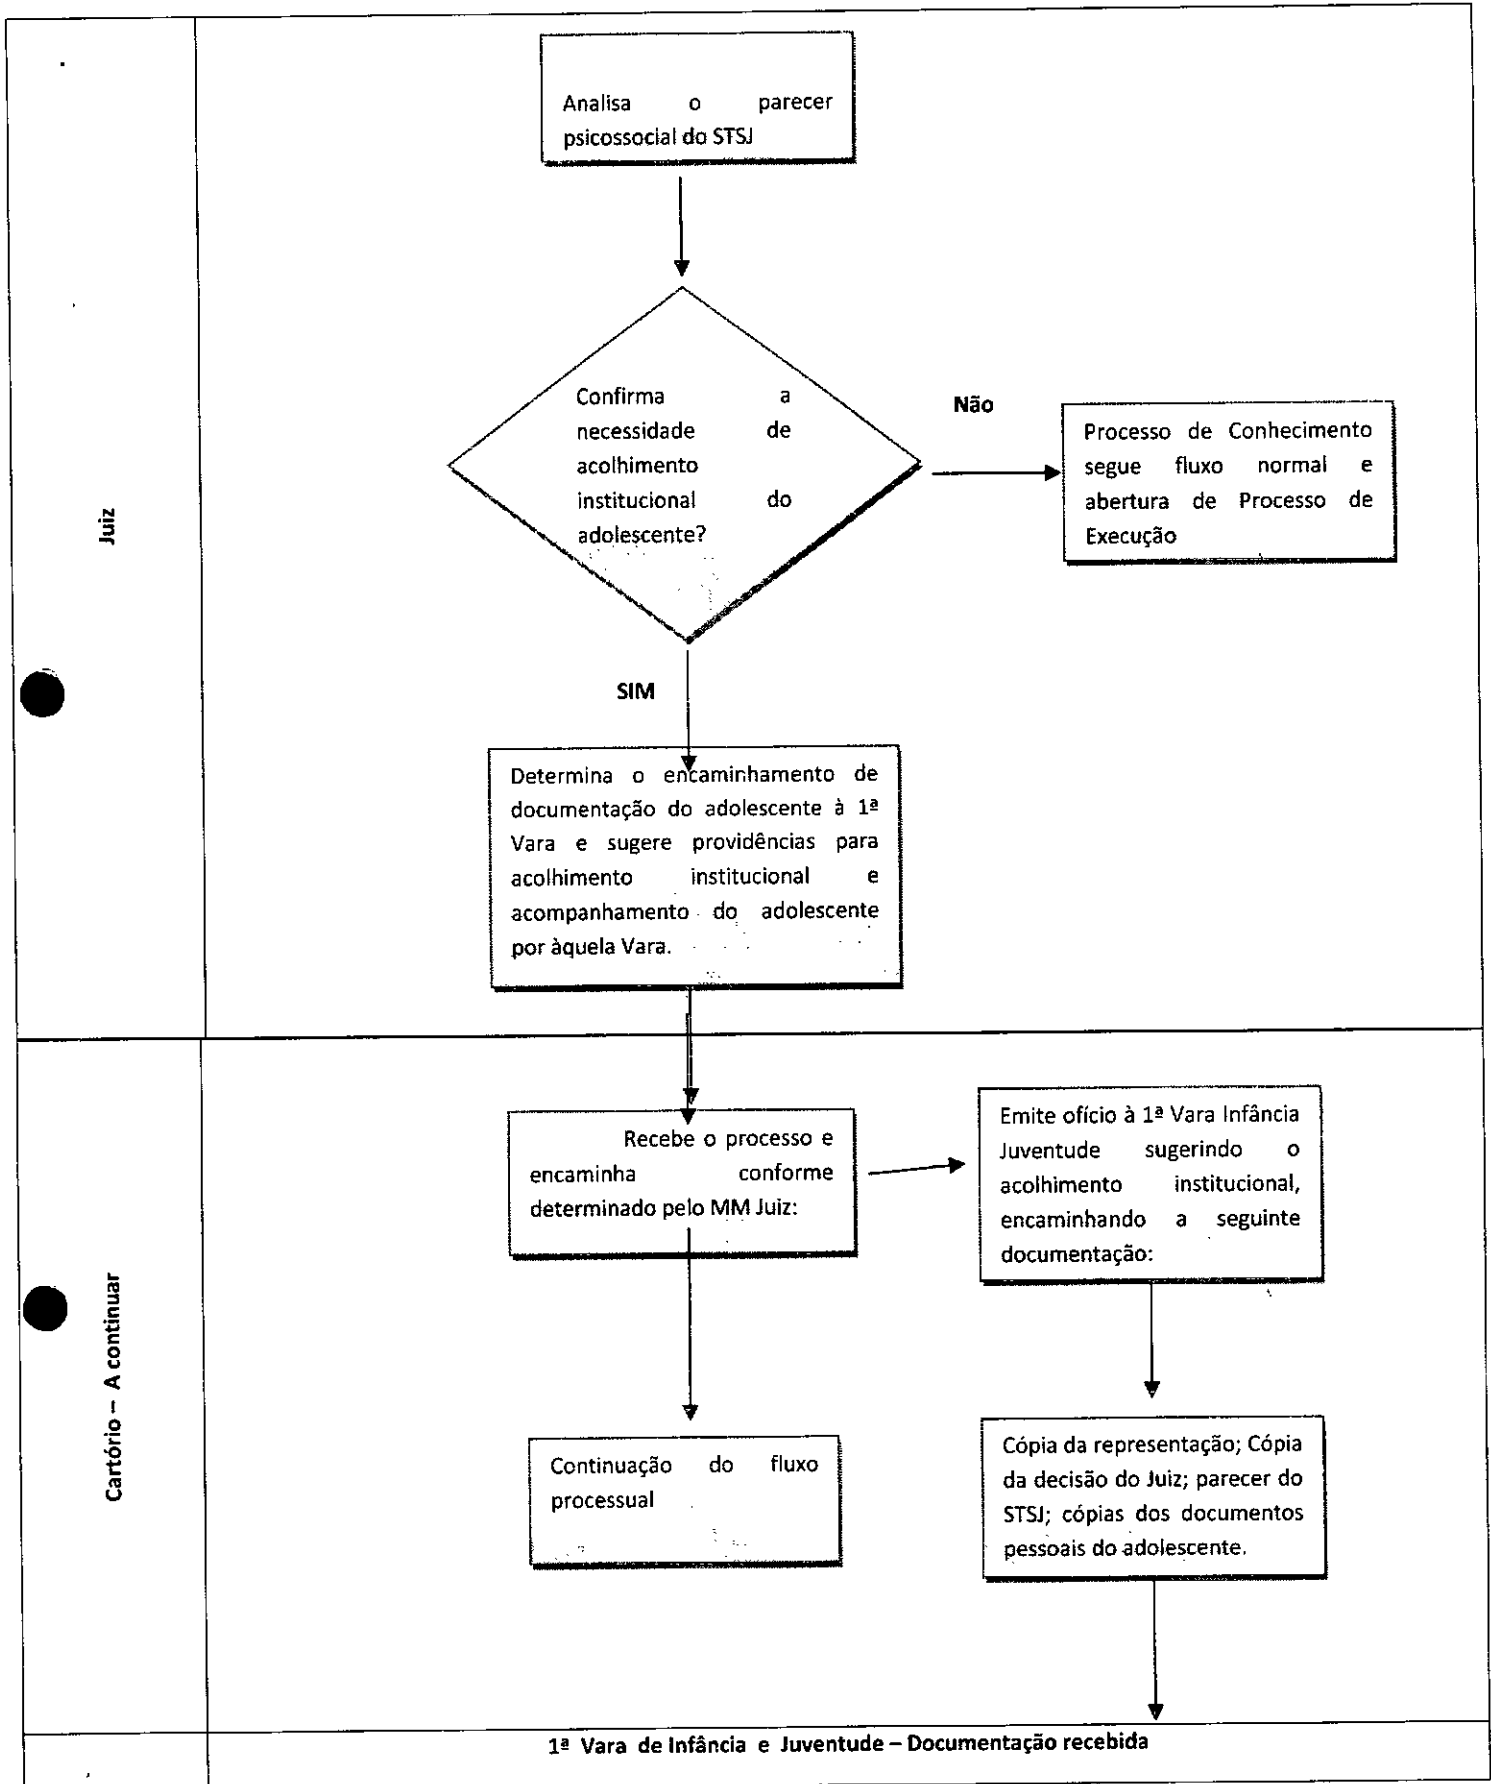 Analisa o parecer
psicossocial do STSJ
Juiz
Confirma a
necessidade de
acolhimento
institucional do
adolescente?
Não
Processo de Conhecimento
segue fluxo normal e
abertura de Processo de
Execução
SIM
Determina o encaminhamento de
documentação do adolescente à 1ª
Vara e sugere providências para
acolhimento institucional e
acompanhamento do adolescente
por àquela Vara.
Cartório – A continuar
Recebe o processo e
encaminha conforme
determinado pelo MM Juiz:
Emite ofício à 1ª Vara Infância
Juventude sugerindo o
acolhimento institucional,
encaminhando a seguinte
documentação:
Continuação do fluxo
processual
Cópia da representação; Cópia
da decisão do Juiz; parecer do
STSJ; cópias dos documentos
pessoais do adolescente.
1ª Vara de Infância e Juventude – Documentação recebida